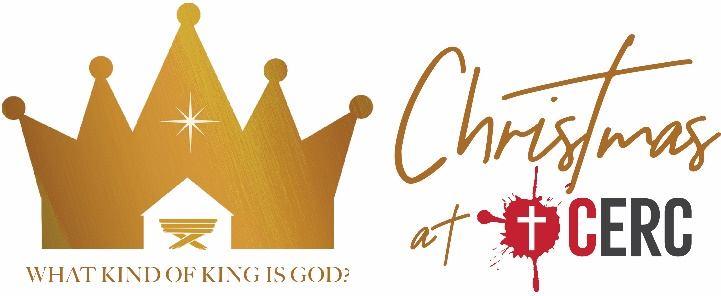 WHAT KIND OF KING IS GOD?
Christmas
at CERC